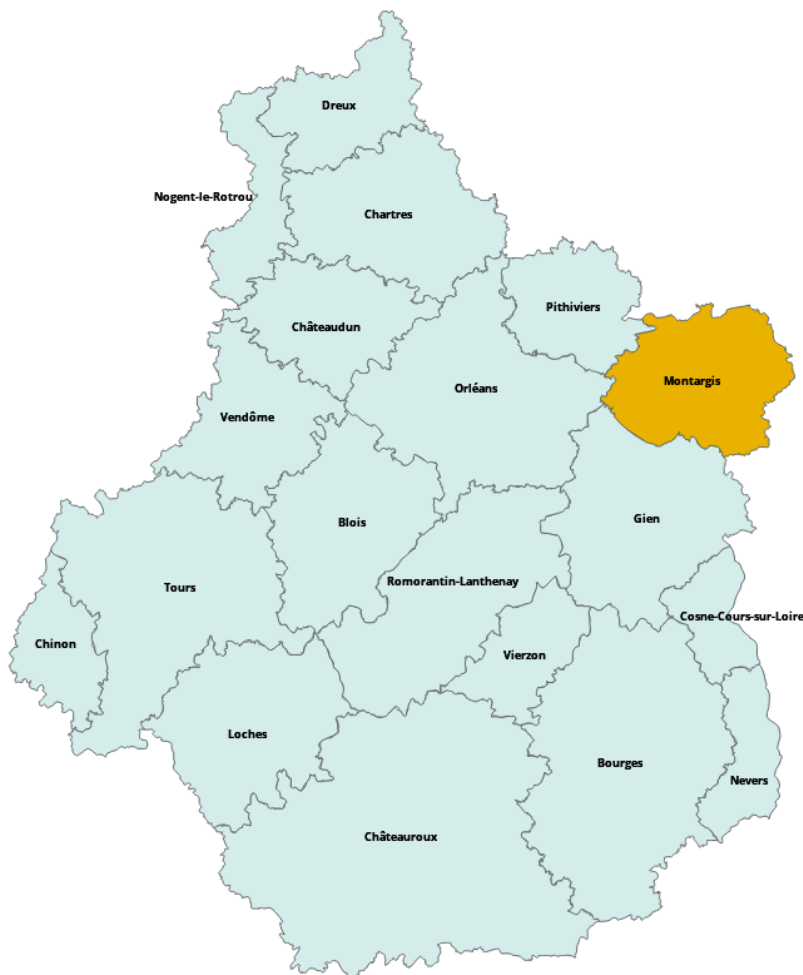 Dreux
Nogent-le-Rotrou
Chartres
Pithiviers
Châteaudun
Montargis
Orléans
Vendôme
Gien
Blois
Romorantin-Lanthenay
Tours
Cosne-Cours-sur-Loire
Chinon
Vierzon
Loches
Bourges
Nevers
Châteauroux